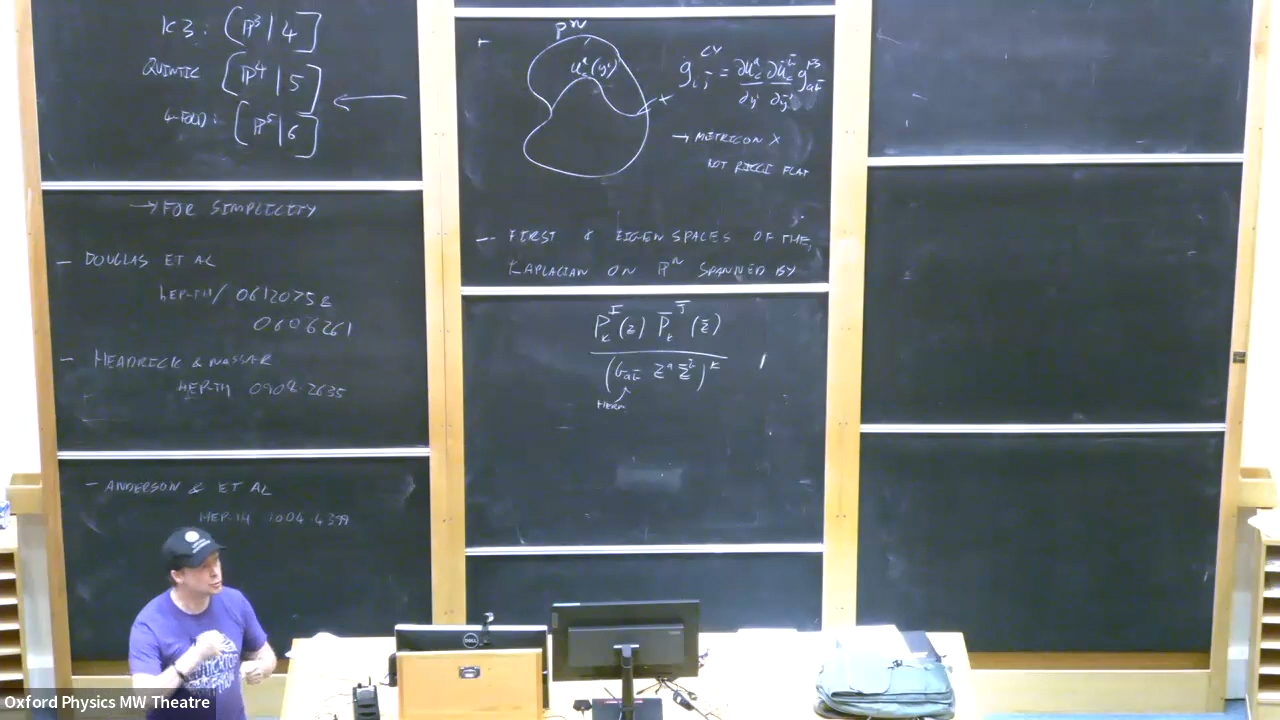 K3: [P³|4]
QUINTIC [P⁴|5]
4-FOLD: [P⁵|6]
→ FOR SIMPLICITY
- DOUGLAS ET AL
HEP-TH/ 0612075 &
0606261
- HEADRICK & NASSAR
HEP-TH 0908.2635
- ANDERSON & ET AL
HEP-TH 1004.4399
Pⁿ
X
→ METRIC ON X
NOT RICCI FLAT
- FIRST k EIGENSPACES OF THE
LAPLACIAN ON Pⁿ SPANNED BY
HERM
DELL
Oxford Physics MW Theatre